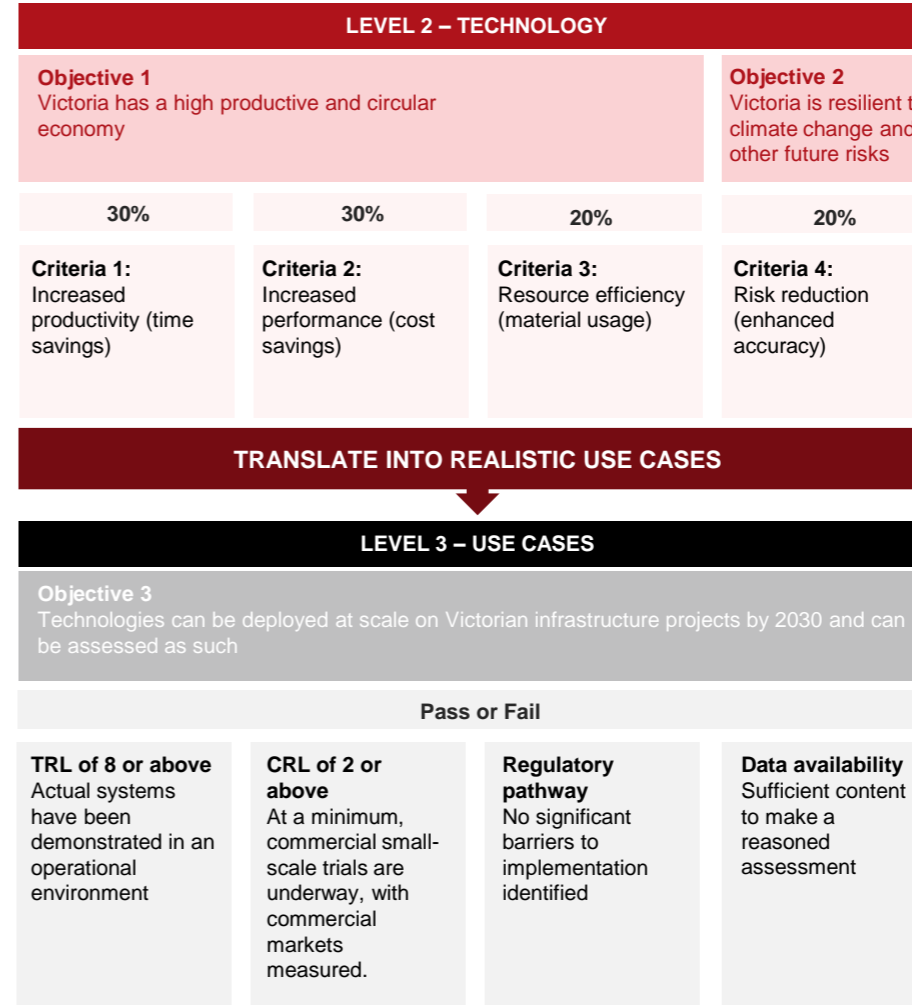 LEVEL 2 – TECHNOLOGY
Objective 1
Victoria has a high productive and circular
economy
Objective 2
Victoria is resilient
climate change
other future risks
30%
30%
20%
20%
Criteria 1:
Increased
productivity (time
savings)
Criteria 2:
Increased
performance (cost
savings)
Criteria 3:
Resource efficiency
(material usage)
Criteria 4:
Risk reduction
(enhanced
accuracy)
TRANSLATE INTO REALISTIC USE CASES
LEVEL 3 – USE CASES
Objective 3
Technologies can be deployed at scale on Victorian infrastructure projects by 2030 and can
be assessed as such
Pass or Fail
TRL of 8 or above
Actual systems
have been
demonstrated in an
operational
environment
CRL of 2 or
above
At a minimum,
commercial small-
scale trials are
underway, with
commercial
markets
measured.
Regulatory
pathway
No significant
barriers to
implementation
identified
Data availability
Sufficient content
to make a
reasoned
assessment